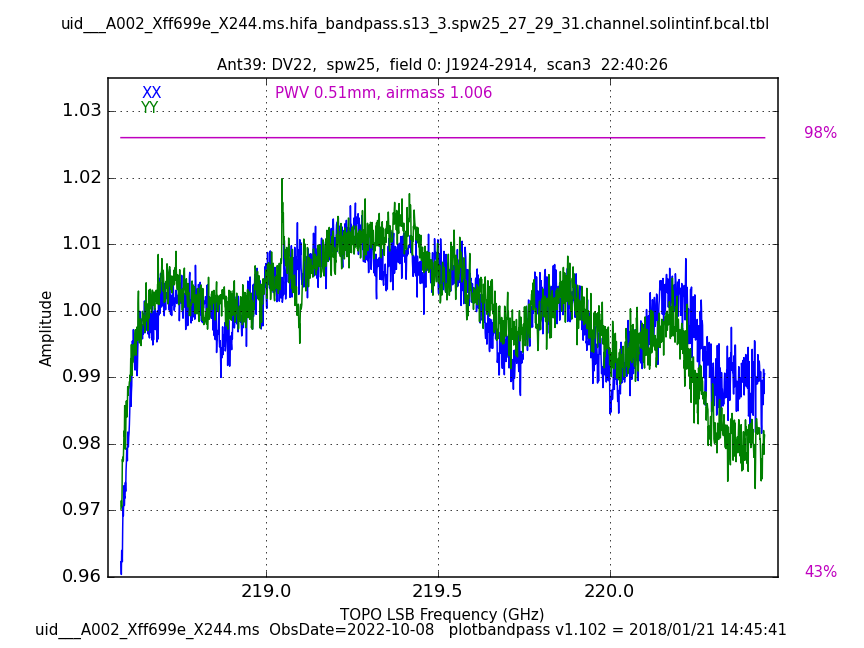 uid___A002_Xff699e_X244.ms.hifa_bandpass.s13_3.spw25_27_29_31.channel.solintinf.bcal.tbl
Ant39: DV22,  spw25,  field 0: J1924-2914,  scan3  22:40:26
XX
PWV 0.51mm, airmass 1.006
YY
1.03
98%
1.02
1.01
1.00
Amplitude
0.99
0.98
0.97
0.96
43%
219.0
219.5
220.0
TOPO LSB Frequency (GHz)
uid___A002_Xff699e_X244.ms  ObsDate=2022-10-08   plotbandpass v1.102 = 2018/01/21 14:45:41